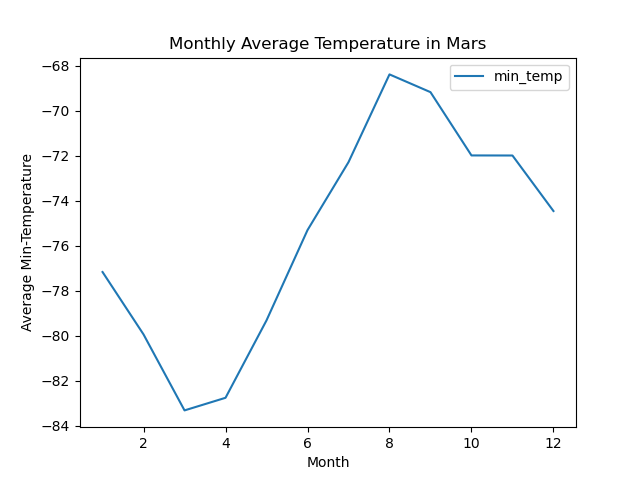 Monthly Average Temperature in Mars
min_temp
Average Min-Temperature
−68
−70
−72
−74
−76
−78
−80
−82
−84
2 4 6 8 10 12
Month